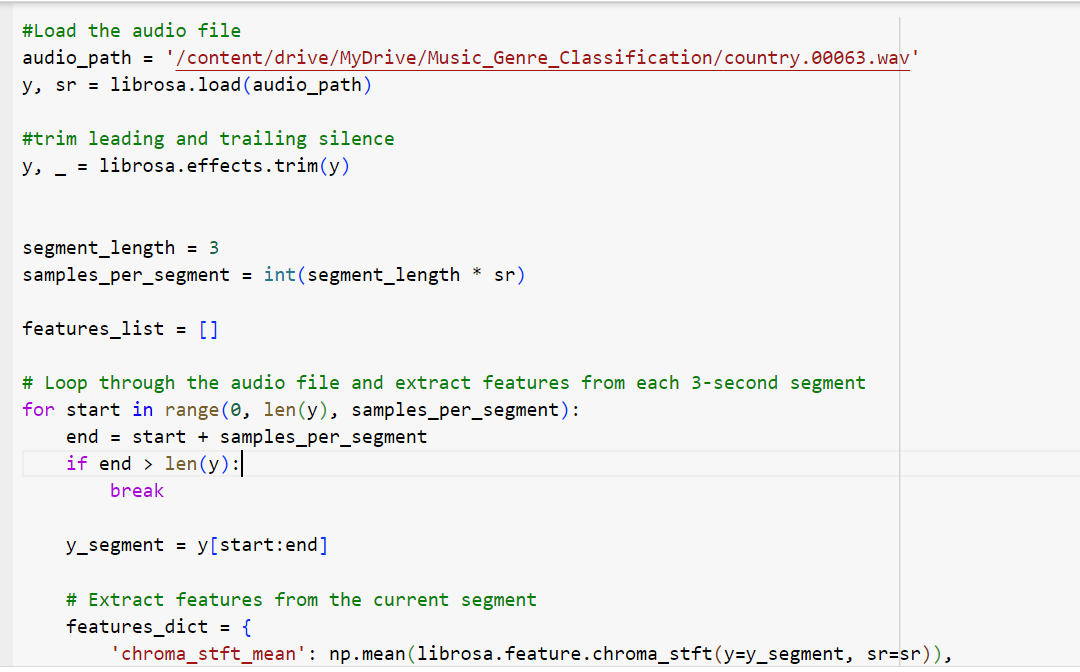 #Load the audio file
audio_path = '/content/drive/MyDrive/Music_Genre_Classification/country.00063.wav'
y, sr = librosa.load(audio_path)
#trim leading and trailing silence
y, _ = librosa.effects.trim(y)
segment_length = 3
samples_per_segment = int(segment_length * sr)
features_list = []
# Loop through the audio file and extract features from each 3-second segment
for start in range(0, len(y), samples_per_segment):
    end = start + samples_per_segment
    if end > len(y):
        break
    y_segment = y[start:end]
    # Extract features from the current segment
    features_dict = {
        'chroma_stft_mean': np.mean(librosa.feature.chroma_stft(y=y_segment, sr=sr)),